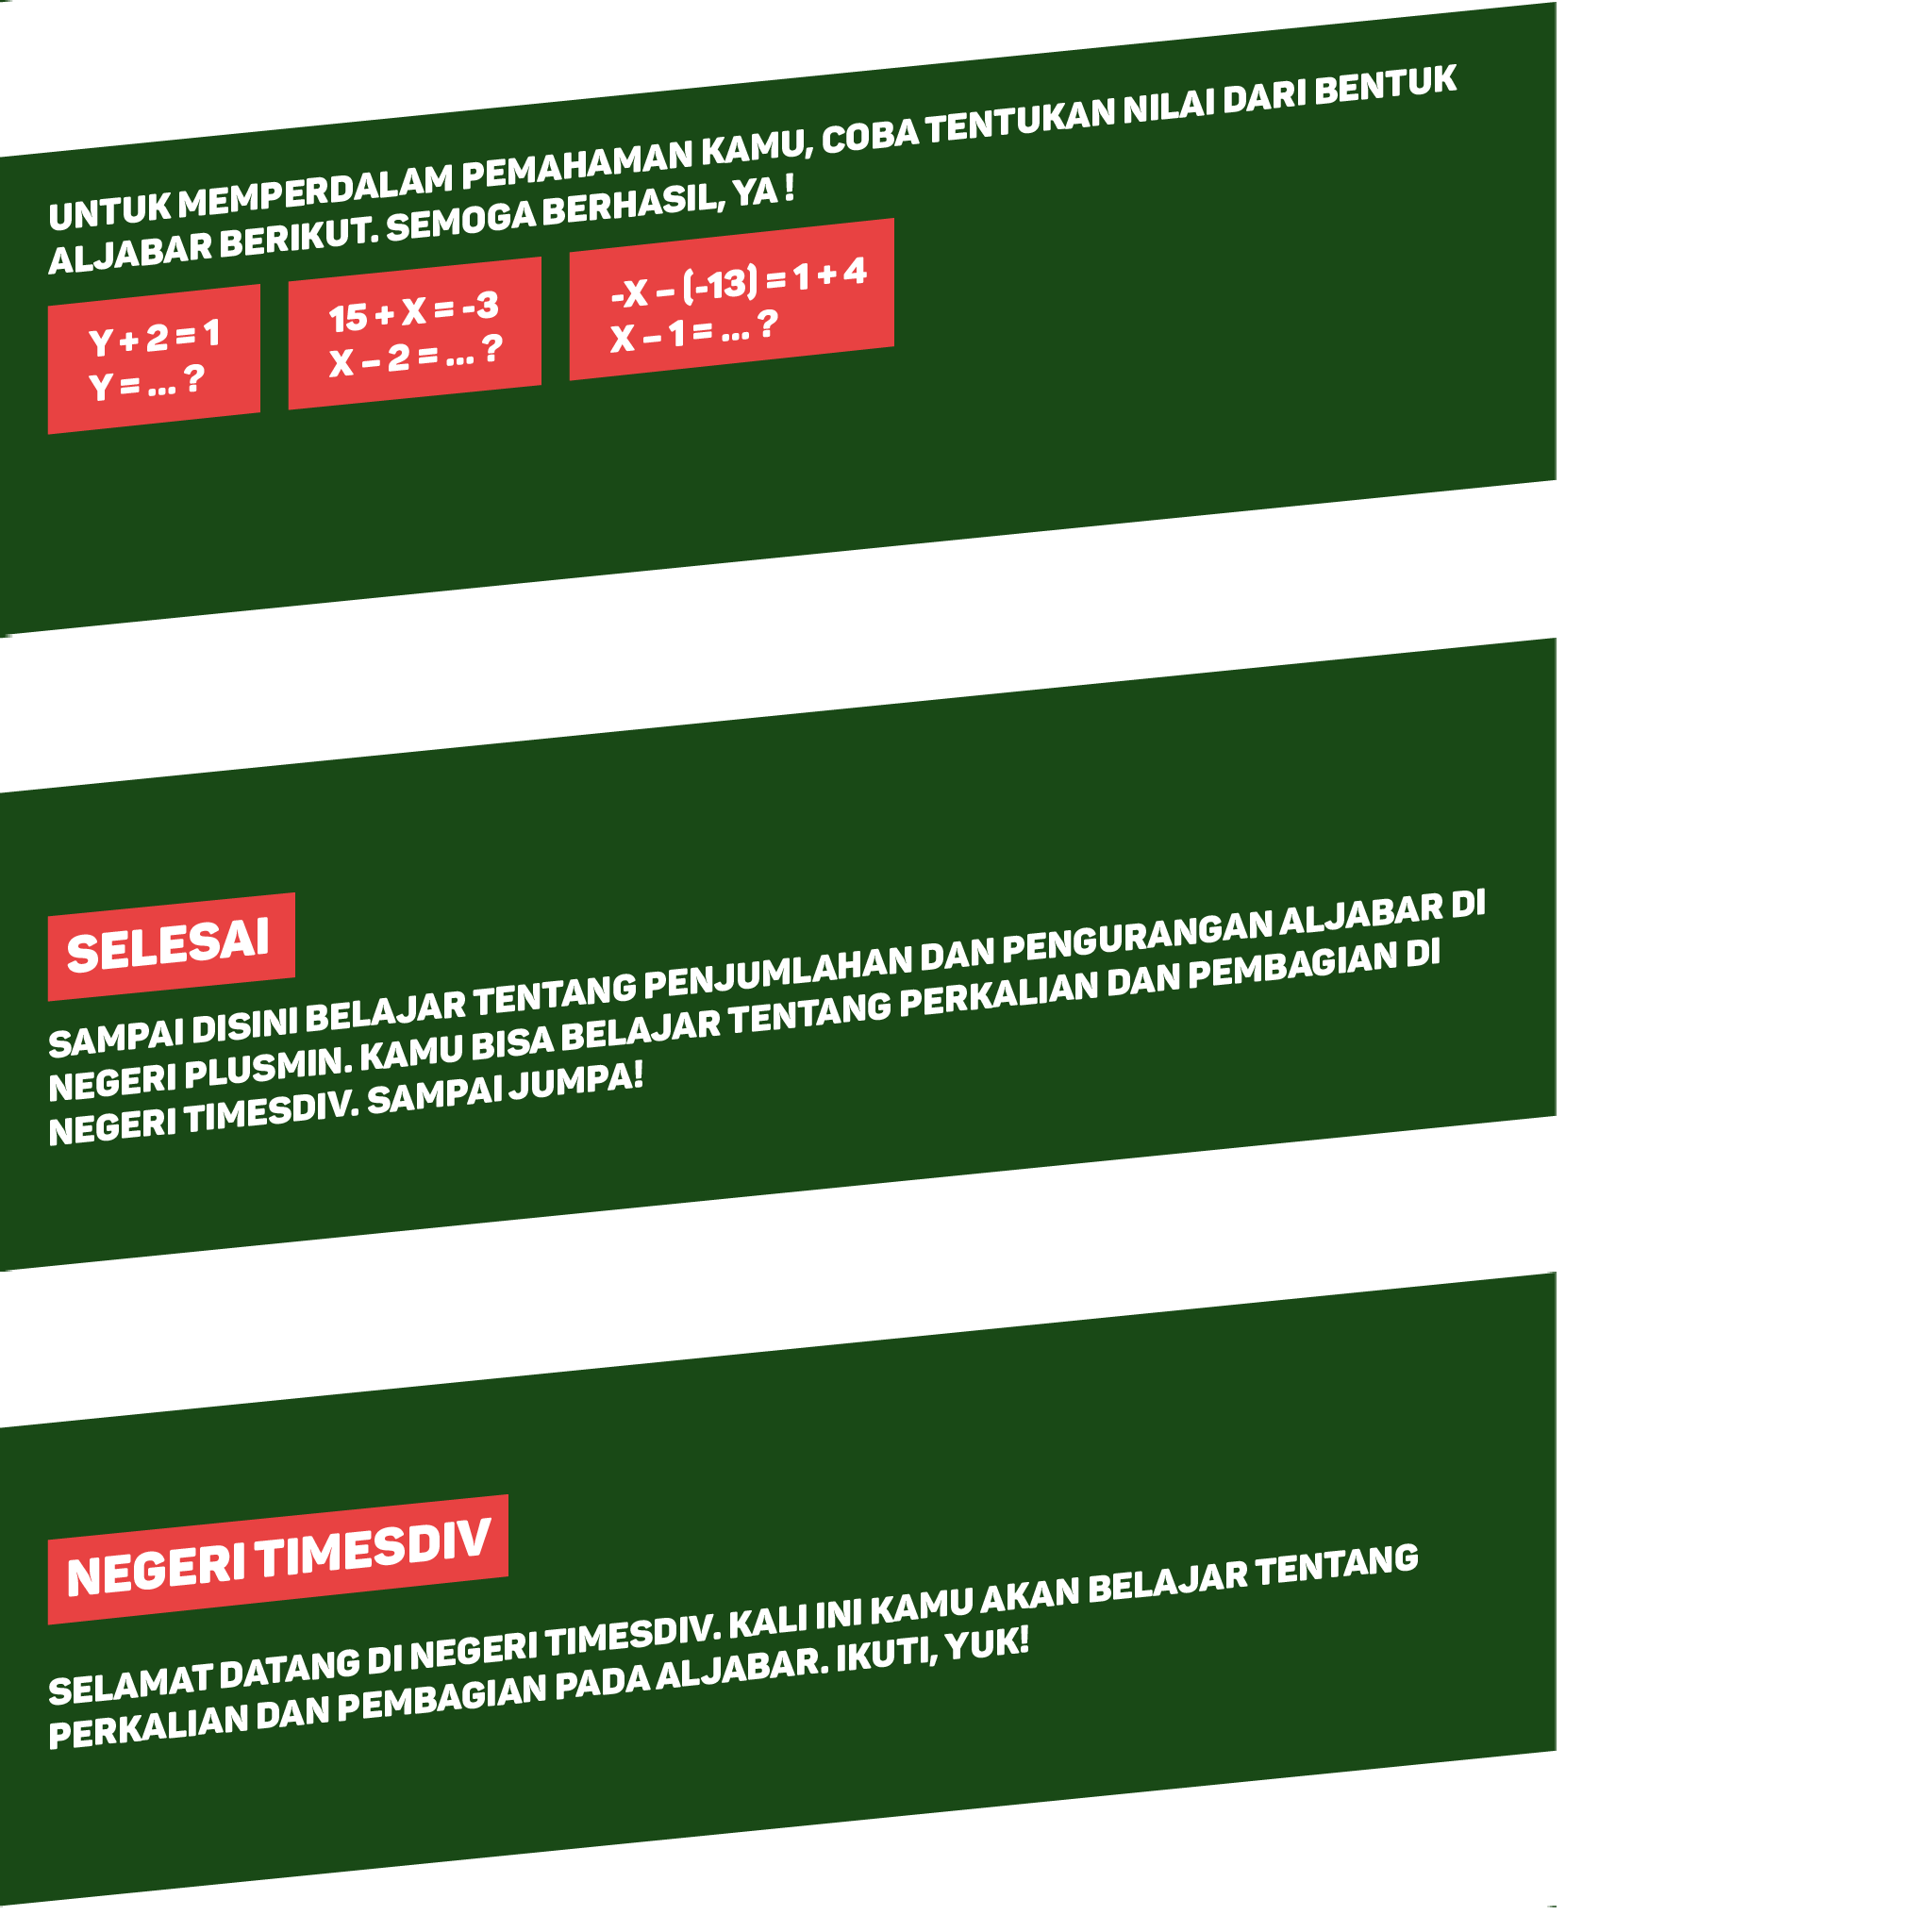 UNTUK MEMPERDALAM PEMAHAMAN KAMU, COBA TENTUKAN NILAI DARI BENTUK
ALJABAR BERIKUT. SEMOGA BERHASIL, YA !
Y + 2 = 1
Y = ... ?
15 + X = -3
X - 2 = ... ?
-X - (-13) = 1 + 4
X - 1 = ... ?
SELESAI
SAMPAI DISINI BELAJAR TENTANG PENJUMLAHAN DAN PENGURANGAN ALJABAR DI
NEGERI PLUSMIN. KAMU BISA BELAJAR TENTANG PERKALIAN DAN PEMBAGIAN DI
NEGERI TIMESDIV. SAMPAI JUMPA!
NEGERI TIMESDIV
SELAMAT DATANG DI NEGERI TIMESDIV. KALI INI KAMU AKAN BELAJAR TENTANG
PERKALIAN DAN PEMBAGIAN PADA ALJABAR. IKUTI, YUK!